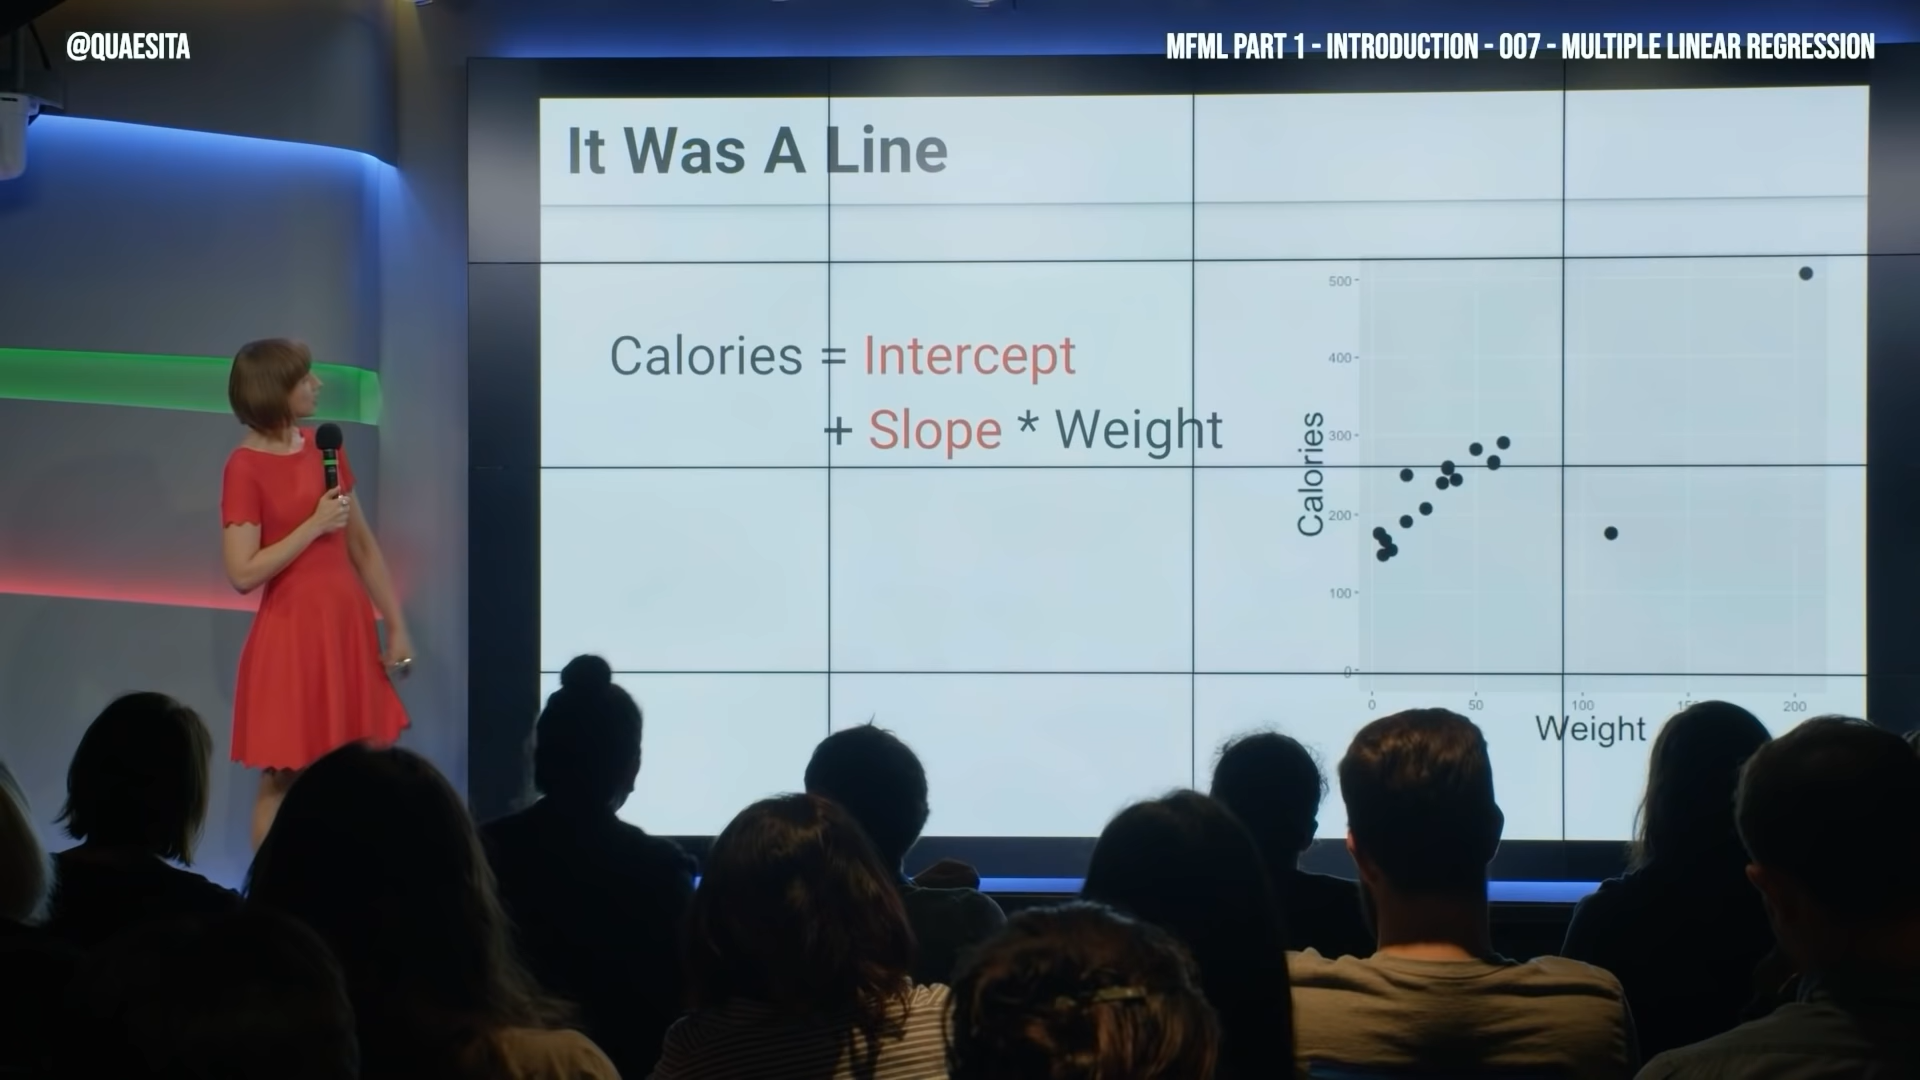 @QUAESITA
MFML PART 1 - INTRODUCTION - 007 - MULTIPLE LINEAR REGRESSION
It Was A Line
Calories = Intercept
+ Slope * Weight
Calories
500
400
300
200
100
0
0 50 100 200
Weight